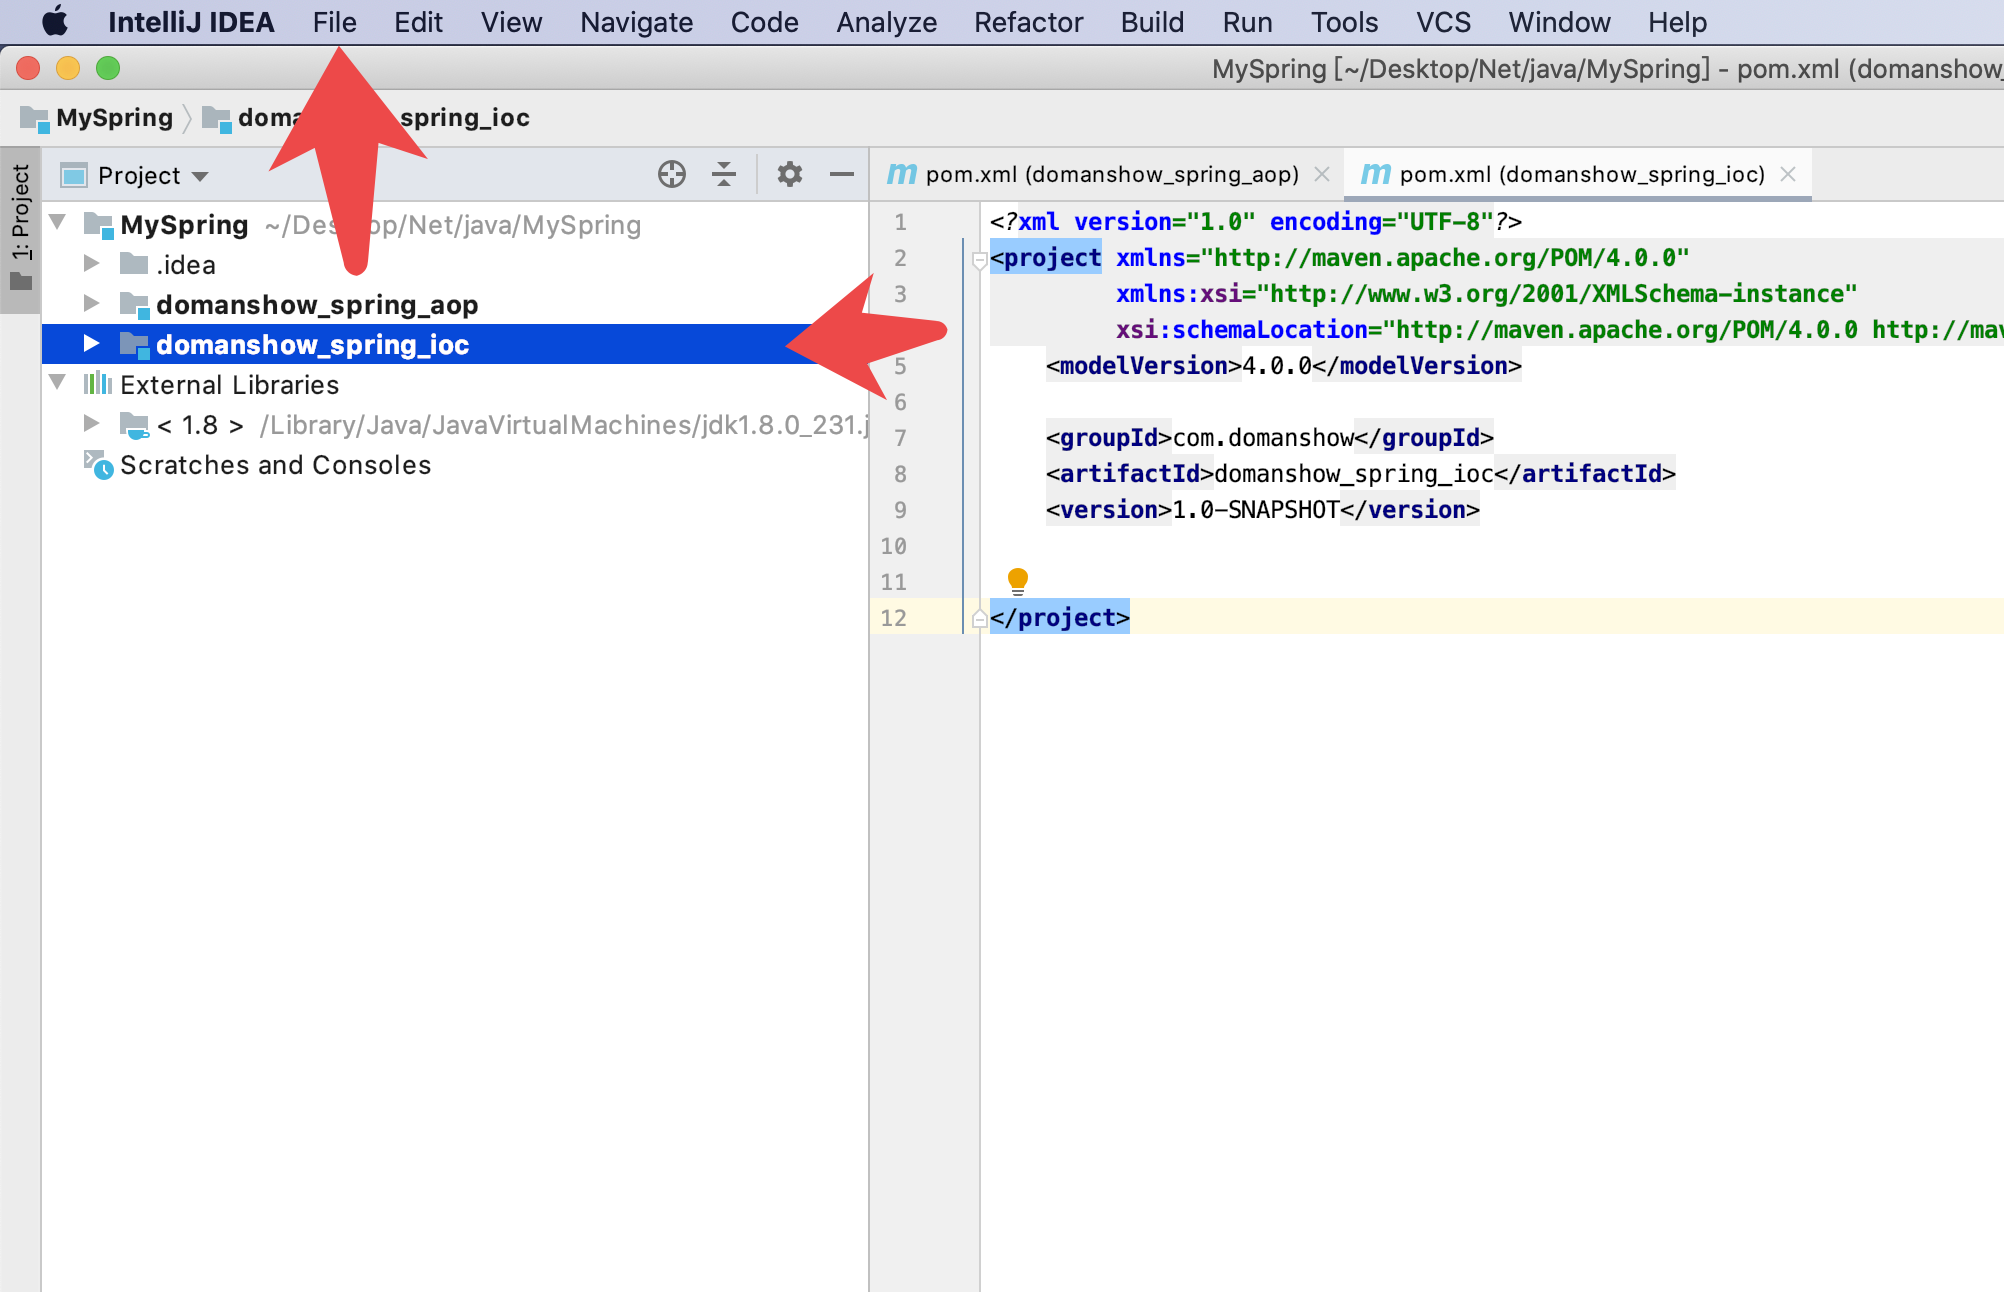 IntelliJ IDEA File Edit View Navigate Code Analyze Refactor Build Run Tools VCS Window Help
MySpring [~/Desktop/Net/java/MySpring] - pom.xml (domanshow_
MySpring doma spring_ioc
1: Project
Project
pom.xml (domanshow_spring_aop) pom.xml (domanshow_spring_ioc)
MySpring ~/Des op/Net/java/MySpring
.idea
domanshow_spring_aop
domanshow_spring_ioc
External Libraries
< 1.8 > /Library/Java/JavaVirtualMachines/jdk1.8.0_231.j
Scratches and Consoles
1 <?xml version="1.0" encoding="UTF-8"?>
2 <project xmlns="http://maven.apache.org/POM/4.0.0"
3 xmlns:xsi="http://www.w3.org/2001/XMLSchema-instance"
xsi:schemaLocation="http://maven.apache.org/POM/4.0.0 http://mav
5 <modelVersion>4.0.0</modelVersion>
6
7 <groupId>com.domanshow</groupId>
8 <artifactId>domanshow_spring_ioc</artifactId>
9 <version>1.0-SNAPSHOT</version>
10
11
12 </project>